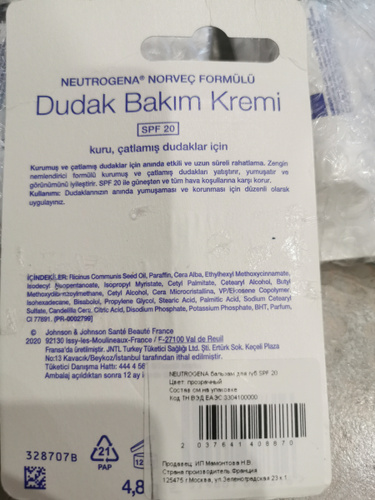 NEUTROGENA® NORVEÇ FORMÜLÜ
Dudak Bakım Kremi
SPF 20
kuru, çatlamış dudaklar için
Kurumuş ve çatlamış dudaklar için anında etkili ve uzun süreli rahatlama. Zengin
nemlendirici formülü kurumuş ve çatlamış dudakları yatıştırır, yumuşatır ve
görünümünü iyileştirir. SPF 20 ile güneşten ve tüm hava koşullarına karşı korur.
Kullanımı: Dudaklarınızın anında yumuşaması ve korunması için düzenli olarak
uygulayınız.
İÇİNDEKİLER: Ricinus Communis Seed Oil, Paraffin, Cera Alba, Ethylhexyl Methoxycinnamate,
Isodecyl Isopentanoate, Isopropyl Myristate, Cetyl Palmitate, Cetearyl Alcohol, Butyl
Methoxydibenzoylmethane, Cetyl Alcohol, Cera Microcristallina, VP/Eicosene Copolymer,
Isohexadecane, Bisabolol, Propylene Glycol, Stearic Acid, Palmitic Acid, Sodium Cetearyl
Sulfate, Candelilla Cera, Citric Acid, Disodium Phosphate, Potassium Phosphate, BHT, Parfum,
CI 77891. [PR-0002799]
© Johnson & Johnson Santé Beauté France
2020 92130 Issy-les-Moulineaux-France / F-27100 Val de Reuil
Fransa'da üretilmiştir. JNTL Turkey Tüketici Sağlığı Ltd. Şti. Ertürk Sok. Keçeli Plaza
No:13 Kavacık/Beykoz/İstanbul tarafından ithal edilmiştir.
Tüketici Danışma Hattı: 444 4 56
Ambalaj açıldıktan sonra 12 ay i
NEUTROGENA бальзам для губ SPF 20
Цвет: прозрачный
Состав см на упаковке
Код ТН ВЭД ЕАЭС 3304100000
2 037641 408670
328707B
21
PAP
12
4,8
Продавец: ИП Мамонтова Н.В
Страна производитель: Франция
125475 г Москва, ул Зеленоградская 23 к 1